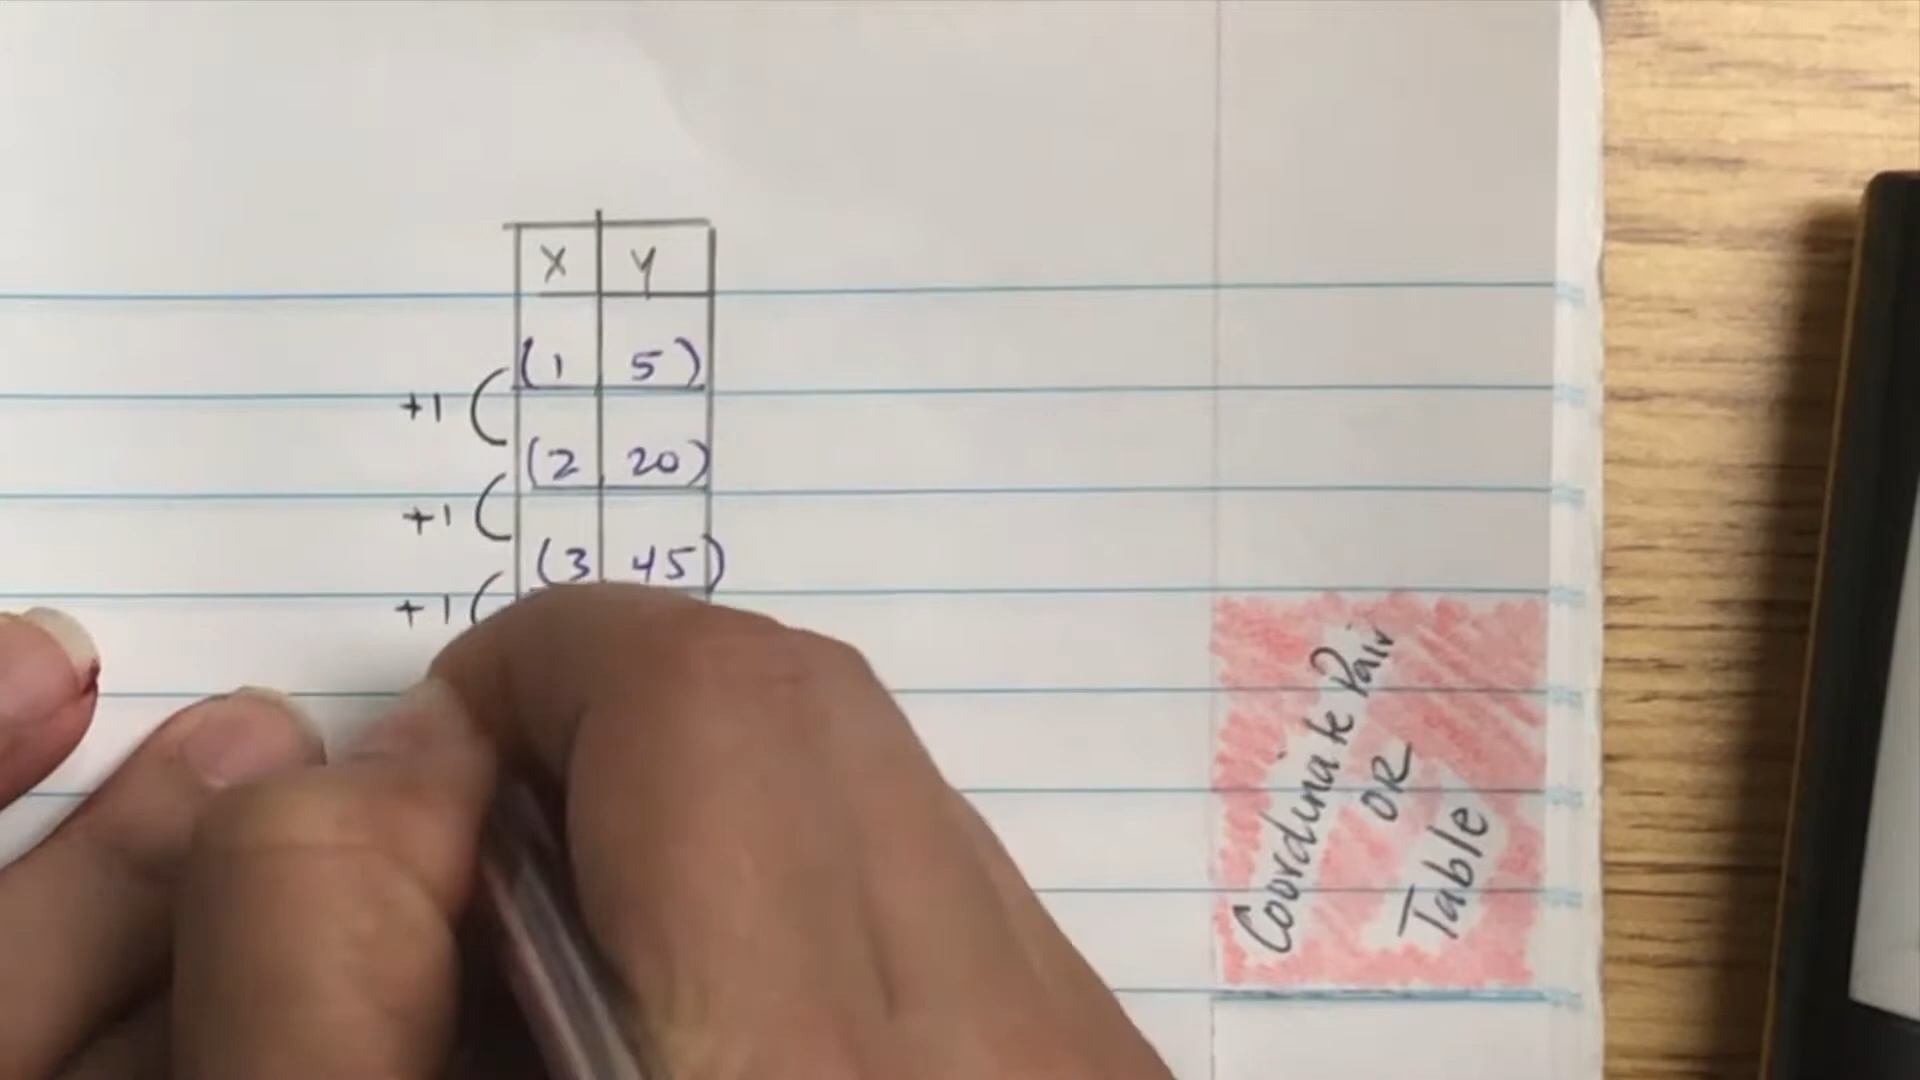 X Y
(1 5)
+1
(2 20)
+1
(3 45)
+1
Coordinate Pair
OR
Table